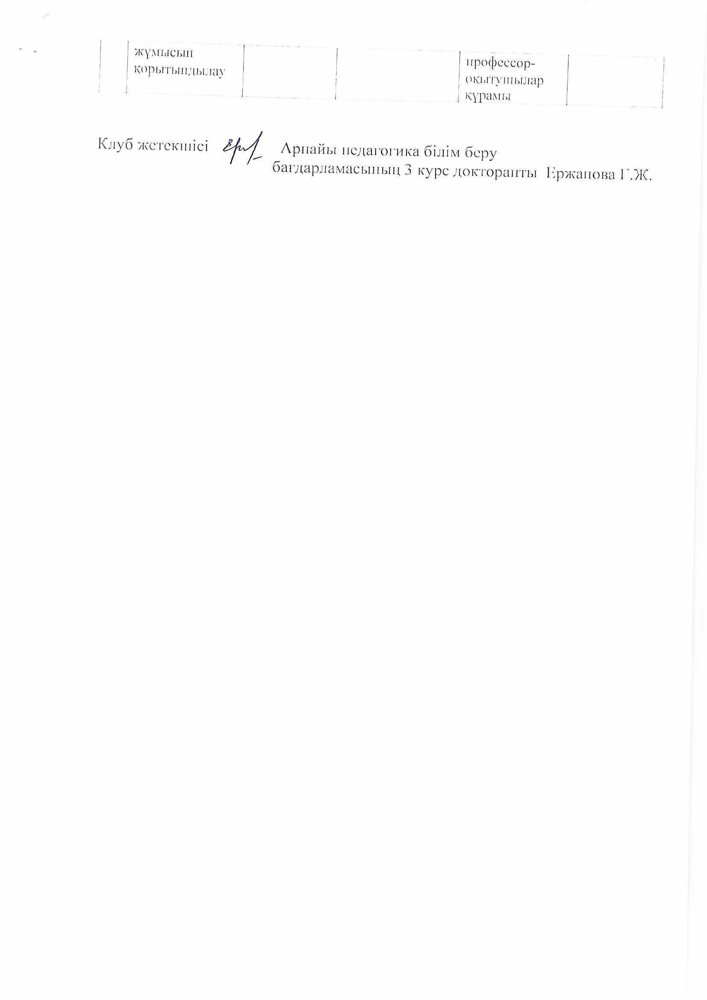 жұмысын
қорытындылау
профессор-
оқытушылар
құрамы
Клуб жетекшісі Арнайы педагогика білім беру
бағдарламасының 3 курс докторанты Ержанова Г.Ж.